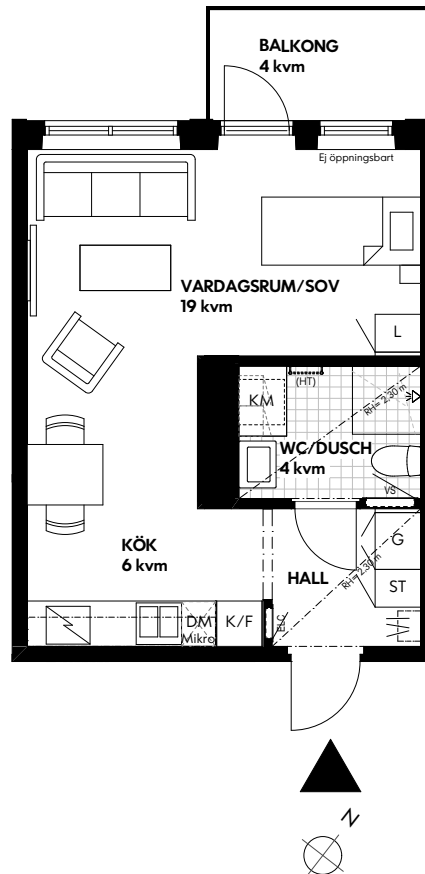 BALKONG
4 kvm
Ej öppningsbart
VARDAGSRUM/SOV
19 kvm
L
(HT)
KM
RH= 2,30 m
WC/DUSCH
4 kvm
VS
G
KÖK
6 kvm
HALL
RH= 2,30 m
ST
DM
K/F
ELC
Mikro
N